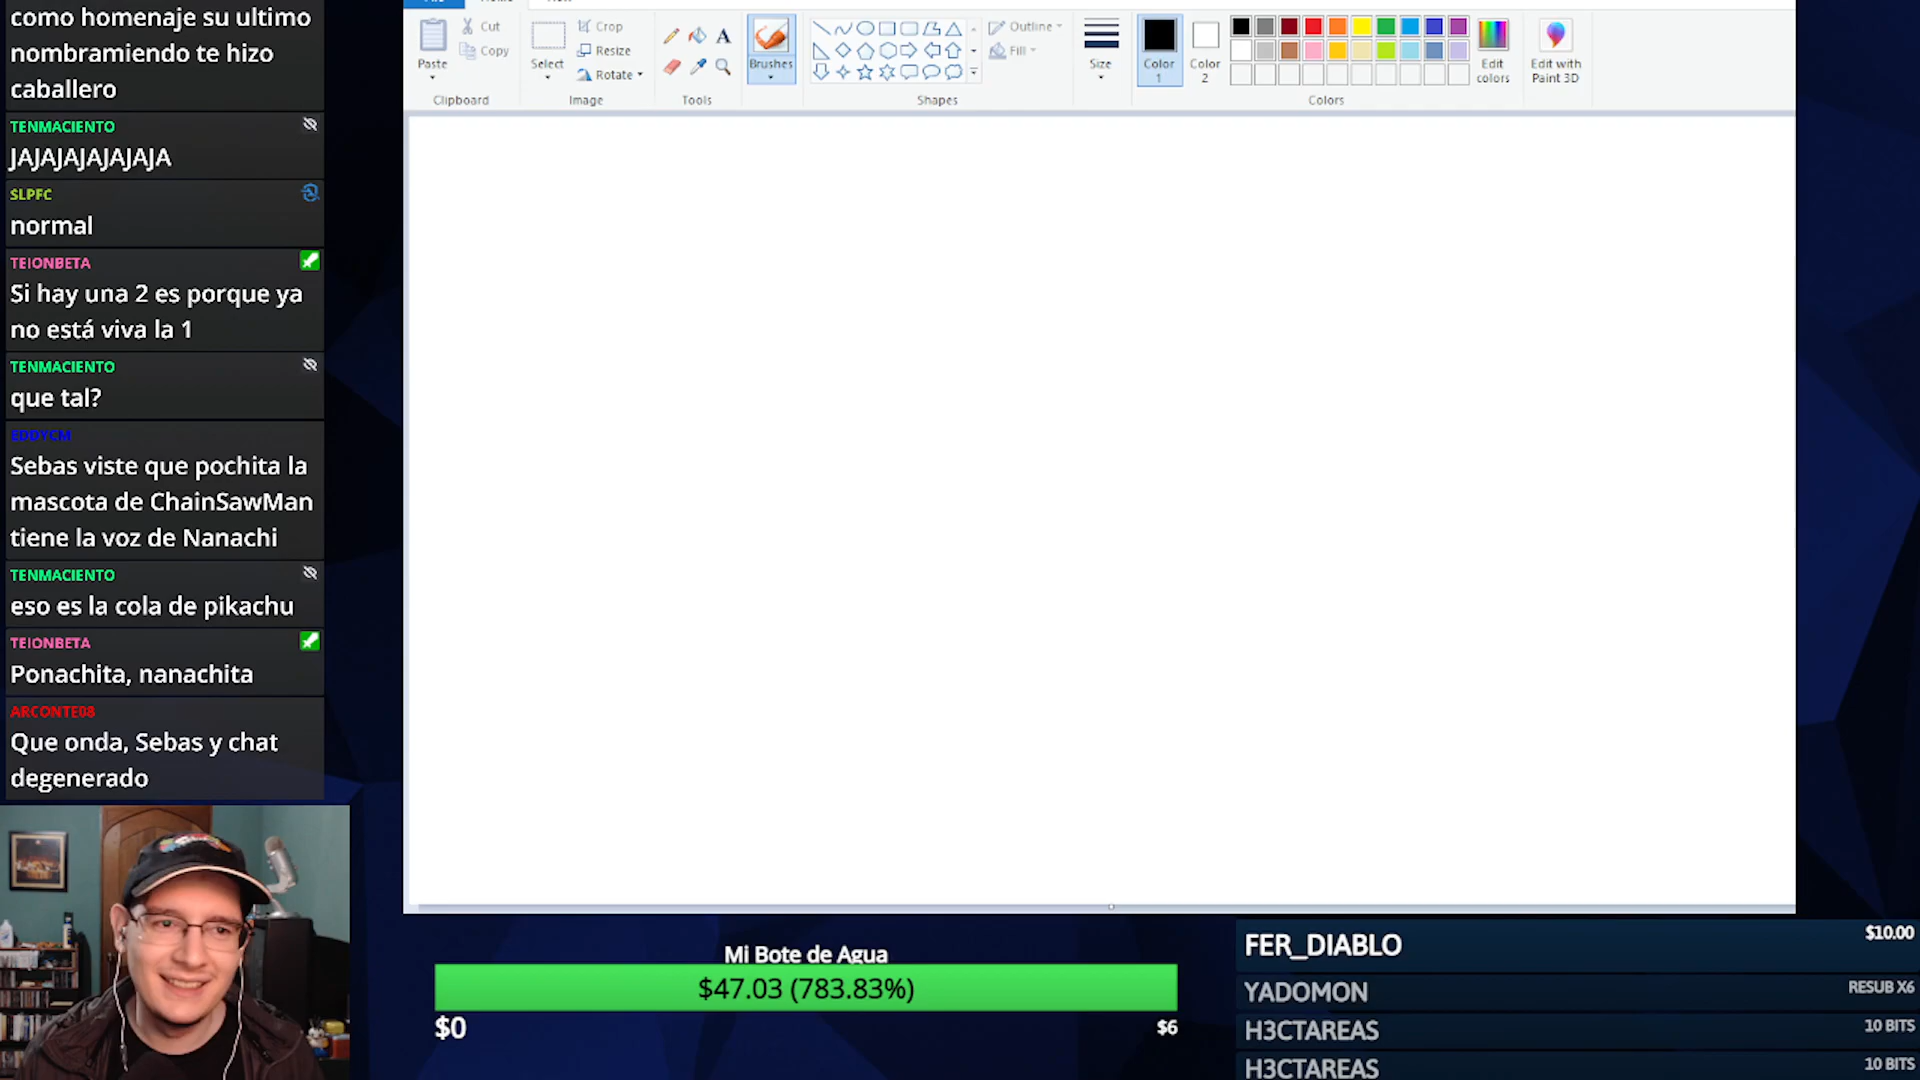 como homenaje su ultimo
nombramiendo te hizo
caballero
TENMACIENTO
JAJAJAJAJAJAJA
SLPFC
normal
TEIONBETA
Si hay una 2 es porque ya
no está viva la 1
TENMACIENTO
que tal?
EDDYCM
Sebas viste que pochita la
mascota de ChainSawMan
tiene la voz de Nanachi
TENMACIENTO
eso es la cola de pikachu
TEIONBETA
Ponachita, nanachita
ARCONTE08
Que onda, Sebas y chat
degenerado
Paste
Cut
Copy
Clipboard
Select
Crop
Resize
Rotate
Image
A
Tools
Brushes
Shapes
Outline
Fill
Size
Color
1
Color
2
Colors
Edit
colors
Edit with
Paint 3D
Mi Bote de Agua
$47.03 (783.83%)
$0
$6
FER_DIABLO
$10.00
YADOMON
RESUB X6
H3CTAREAS
10 BITS
H3CTAREAS
10 BITS